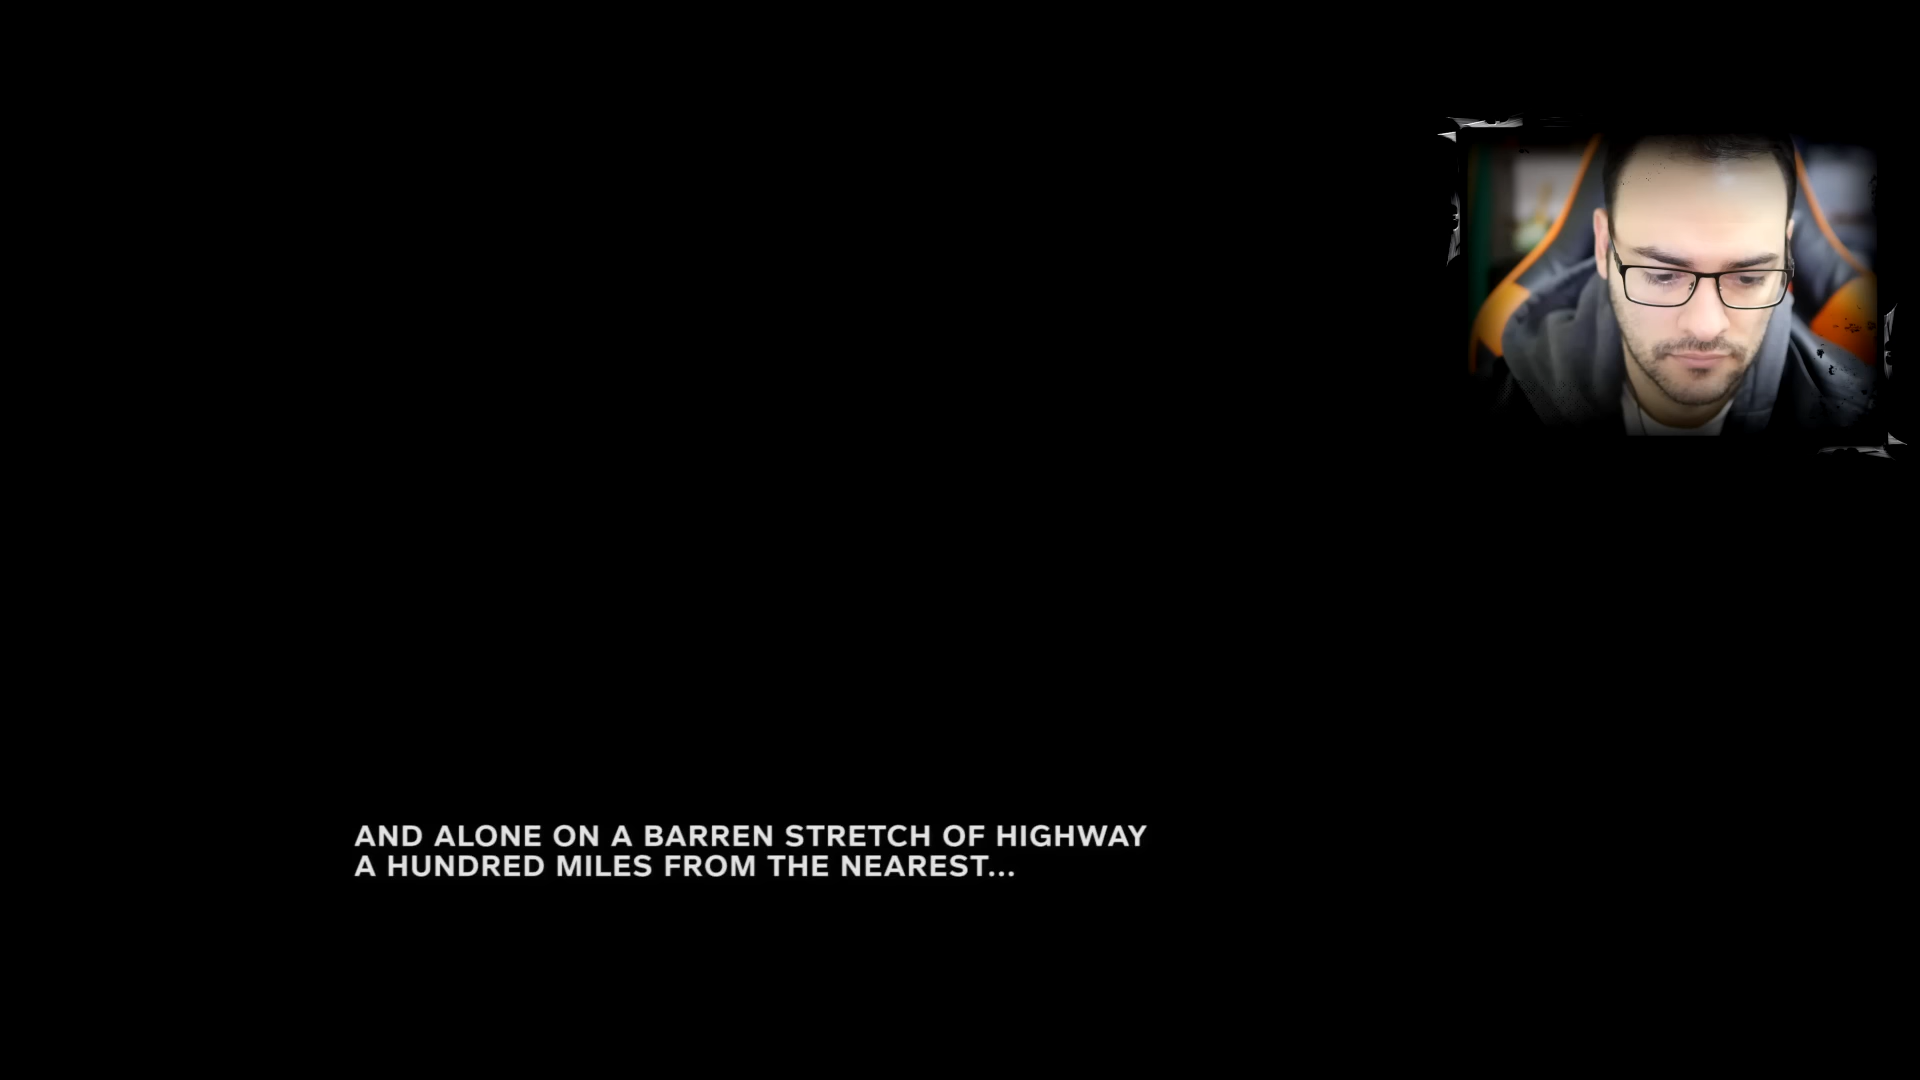 AND ALONE ON A BARREN STRETCH OF HIGHWAY
A HUNDRED MILES FROM THE NEAREST...